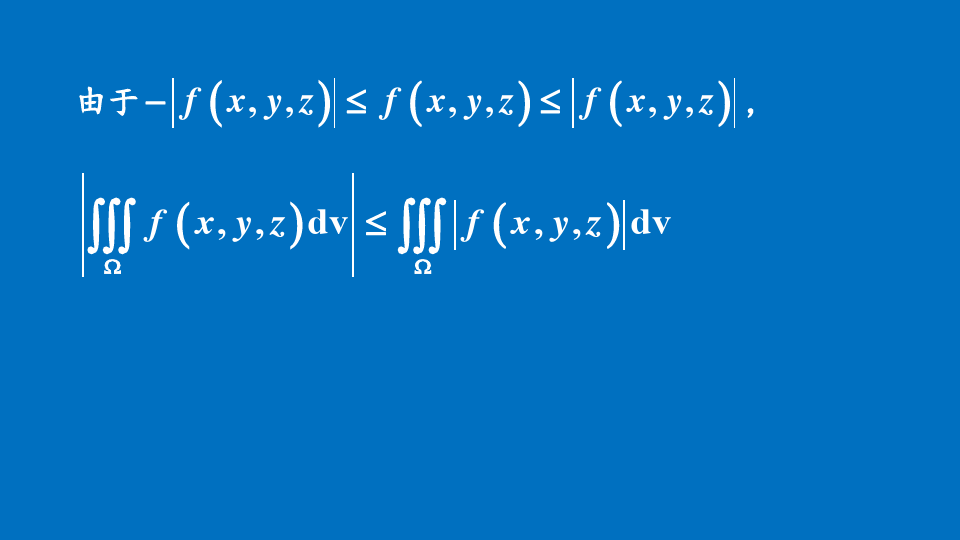 由于 −|f(x, y, z)| ≤ f(x, y, z) ≤ |f(x, y, z)|，
|∭_Ω f(x, y, z)dv| ≤ ∭_Ω |f(x, y, z)|dv